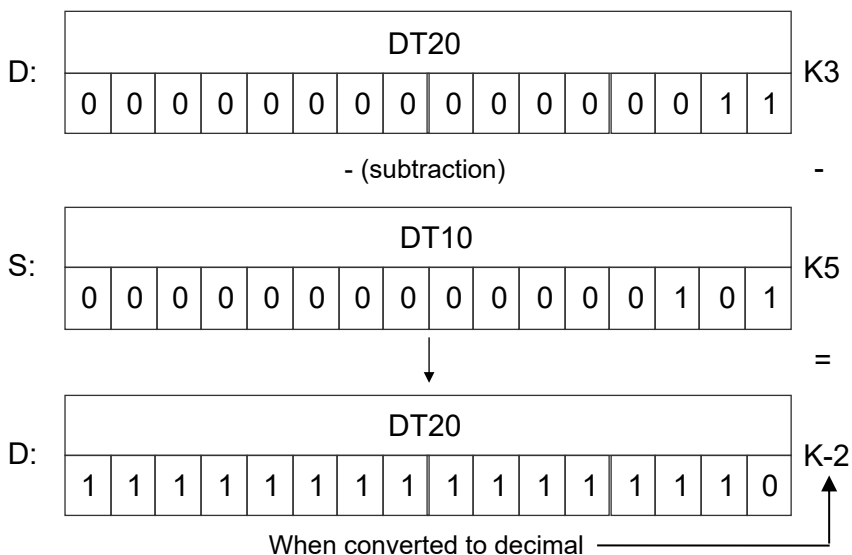 DT20
D: 0 0 0 0 0 0 0 0 0 0 0 0 0 0 1 1 K3
- (subtraction) -
DT10
S: 0 0 0 0 0 0 0 0 0 0 0 0 0 1 0 1 K5
=
DT20
D: 1 1 1 1 1 1 1 1 1 1 1 1 1 1 1 0 K-2
When converted to decimal